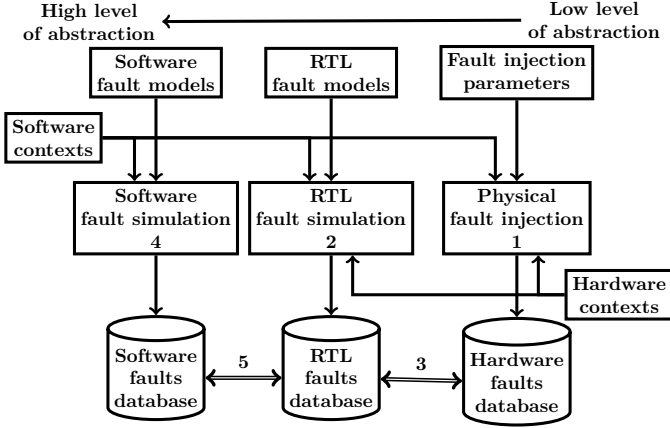 High level
of abstraction
Low level
of abstraction
Software
fault models
RTL
fault models
Fault injection
parameters
Software
contexts
Software
fault simulation
4
RTL
fault simulation
2
Physical
fault injection
1
Hardware
contexts
Software
faults
database
5
RTL
faults
database
3
Hardware
faults
database